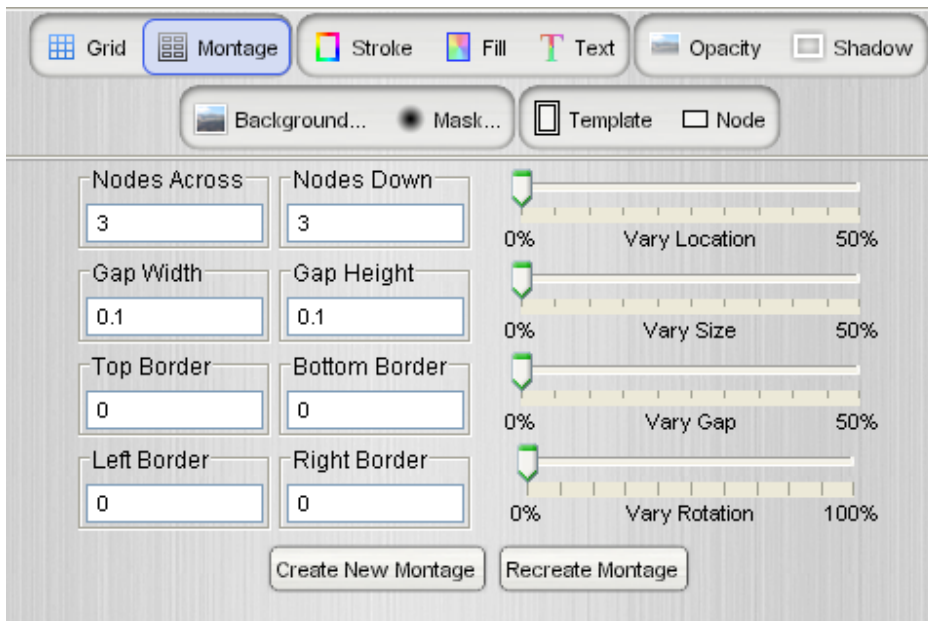 Grid Montage Stroke Fill Text Opacity Shadow
Background... Mask... Template Node
Nodes Across Nodes Down
3 3
0% Vary Location 50%
Gap Width Gap Height
0.1 0.1
0% Vary Size 50%
Top Border Bottom Border
0 0
0% Vary Gap 50%
Left Border Right Border
0 0
0% Vary Rotation 100%
Create New Montage Recreate Montage